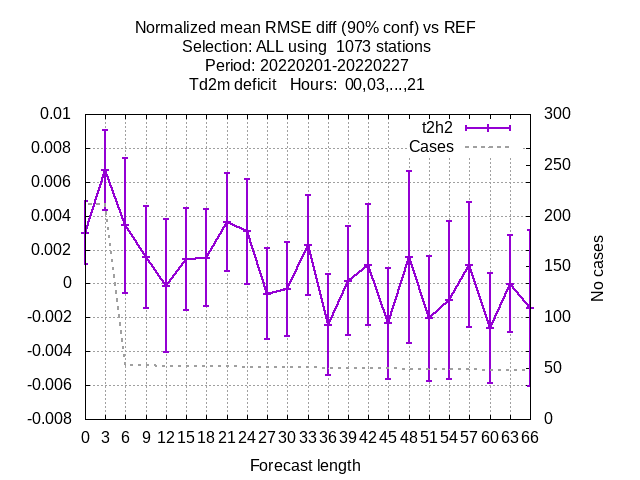 Normalized mean RMSE diff (90% conf) vs REF
Selection: ALL using  1073 stations
Period: 20220201-20220227
Td2m deficit   Hours:  00,03,...,21
0.01
0.008
0.006
0.004
0.002
0
-0.002
-0.004
-0.006
-0.008
t2h2
Cases
300
250
200
150
100
50
0
No cases
0 3 6 9 12 15 18 21 24 27 30 33 36 39 42 45 48 51 54 57 60 63 66
Forecast length